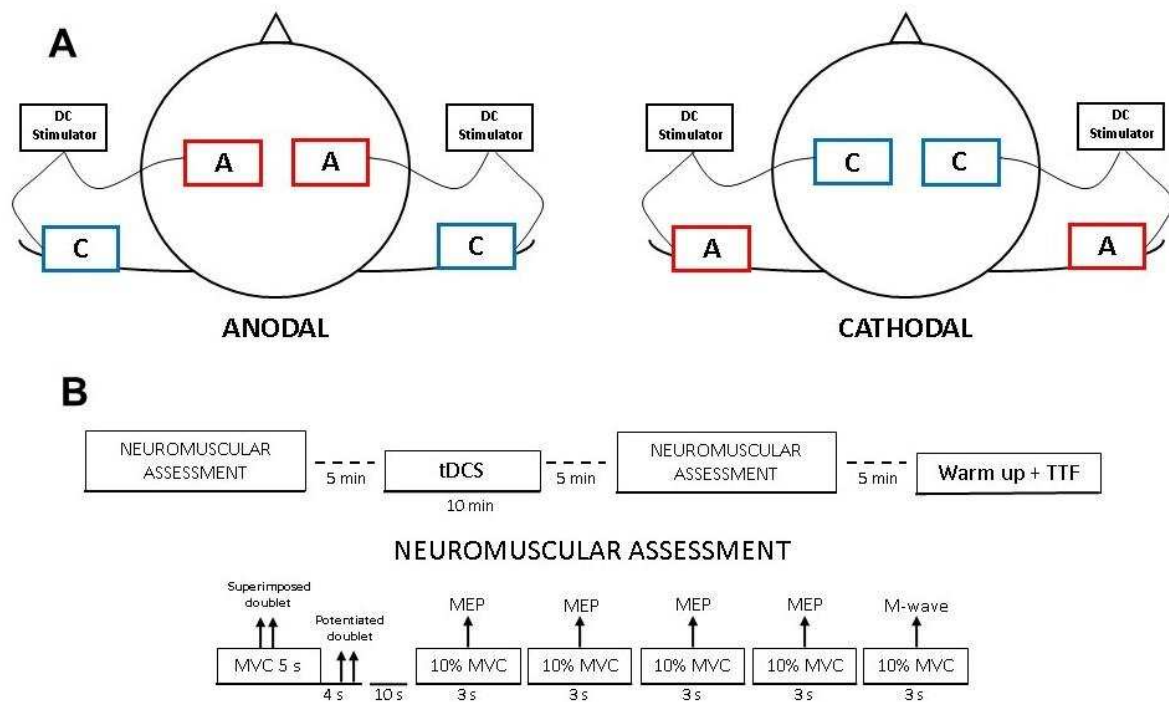 A
DC
Stimulator
DC
Stimulator
A
A
C
C
ANODAL
DC
Stimulator
DC
Stimulator
C
C
A
A
CATHODAL
B
NEUROMUSCULAR
ASSESSMENT
5 min
tDCS
10 min
5 min
NEUROMUSCULAR
ASSESSMENT
5 min
Warm up + TTF
NEUROMUSCULAR ASSESSMENT
Superimposed
doublet
Potentiated
doublet
MEP
MEP
MEP
MEP
M-wave
MVC 5 s
10% MVC
10% MVC
10% MVC
10% MVC
10% MVC
4 s
10 s
3 s
3 s
3 s
3 s
3 s